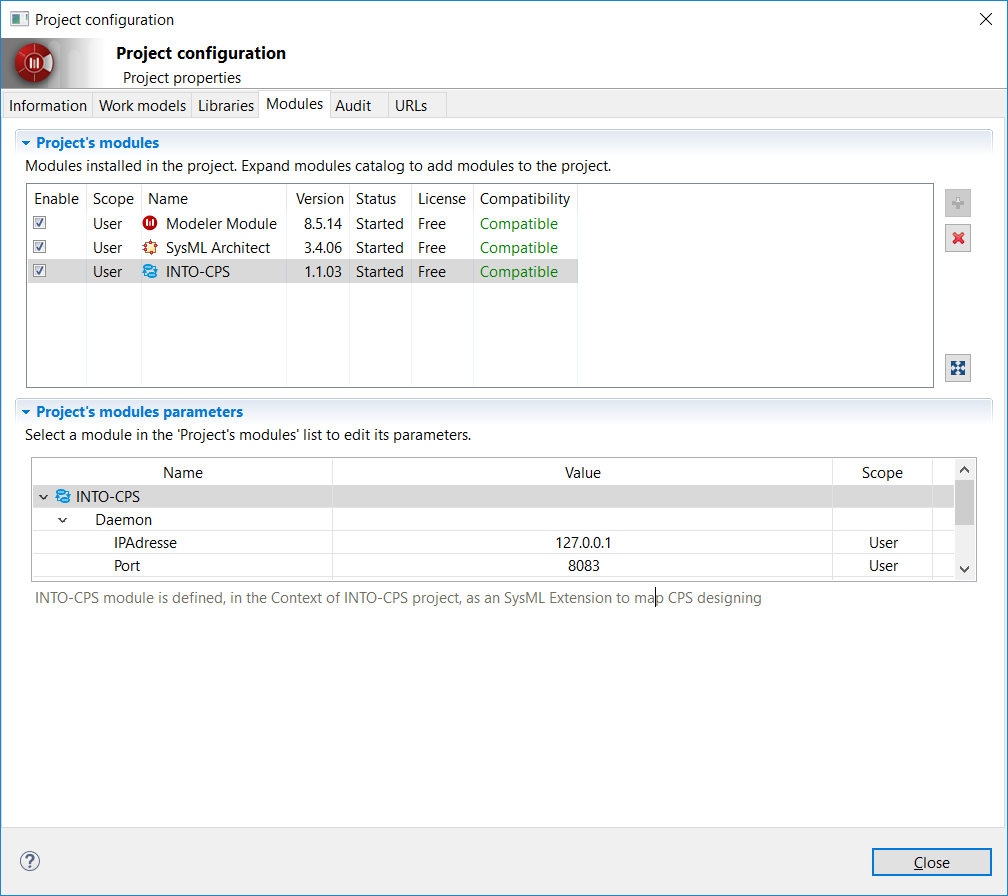 Project configuration
Project configuration
Project properties
Information Work models Libraries Modules Audit URLs
Project's modules
Modules installed in the project. Expand modules catalog to add modules to the project.
Enable Scope Name Version Status License Compatibility
User Modeler Module 8.5.14 Started Free Compatible
User SysML Architect 3.4.06 Started Free Compatible
User INTO-CPS 1.1.03 Started Free Compatible
Project's modules parameters
Select a module in the 'Project's modules' list to edit its parameters.
Name Value Scope
INTO-CPS
Daemon
IPAdresse 127.0.0.1 User
Port 8083 User
INTO-CPS module is defined, in the Context of INTO-CPS project, as an SysML Extension to map CPS designing
? Close